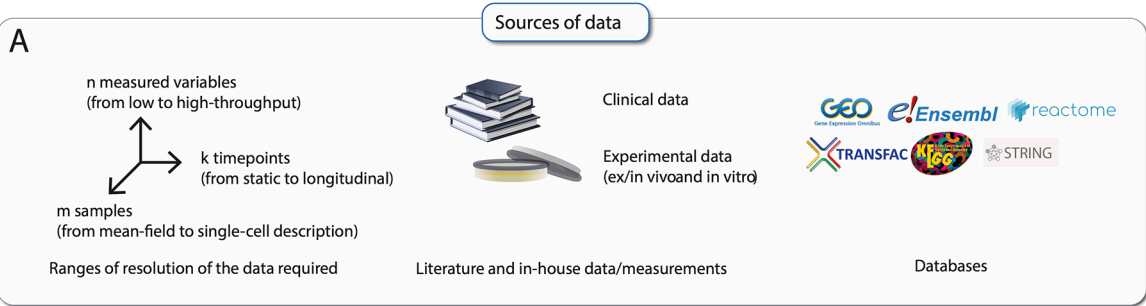 Sources of data
A
n measured variables
(from low to high-throughput)
k timepoints
(from static to longitudinal)
m samples
(from mean-field to single-cell description)
Ranges of resolution of the data required
Clinical data
Experimental data
(ex/in vivoand in vitro)
Literature and in-house data/measurements
GEO
Gene Expression Omnibus
e!Ensembl
reactome
TRANSFAC
KEGG
STRING
Databases